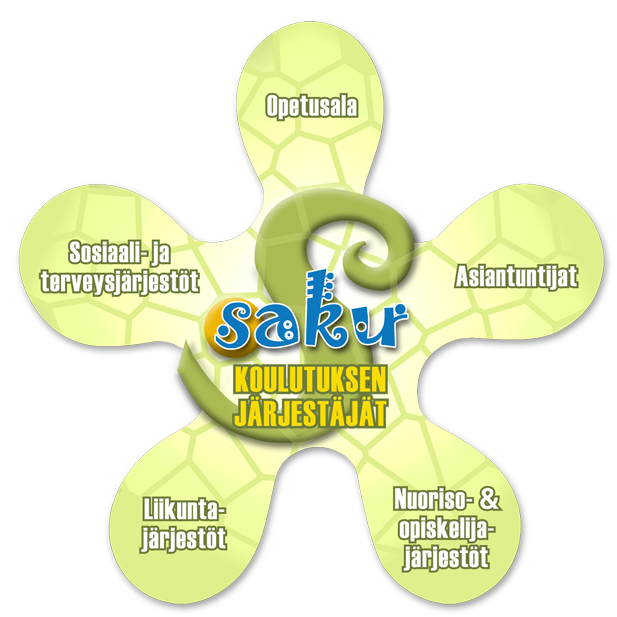 Opetusala
Sosiaali- ja
terveysjärjestöt
Asiantuntijat
saku
KOULUTUKSEN
JÄRJESTÄJÄT
Liikunta-
järjestöt
Nuoriso- &
opiskelija-
järjestöt